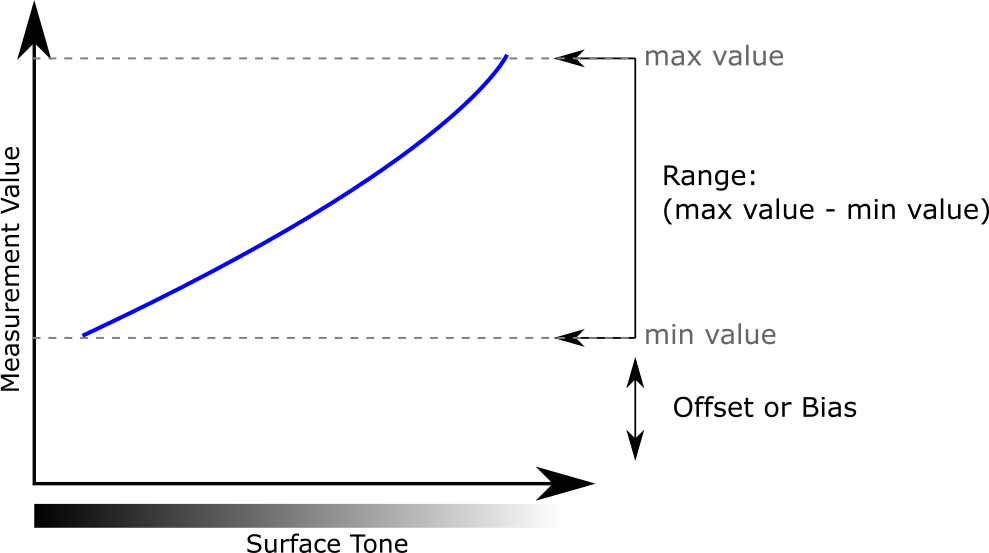 max value
Range:
(max value - min value)
min value
Offset or Bias
Measurement Value
Surface Tone